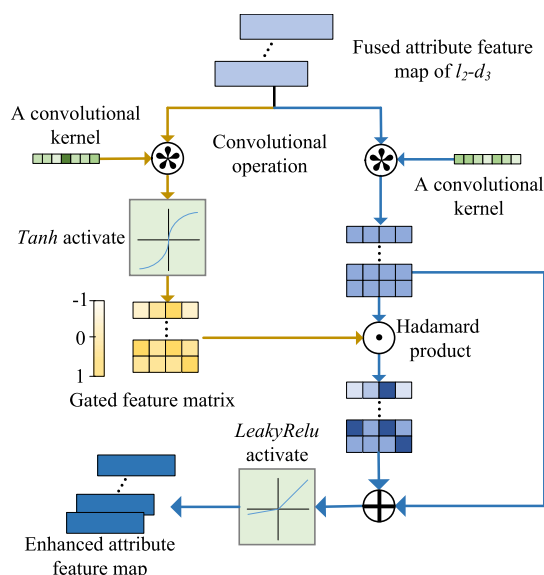 Fused attribute feature
map of l₂-d₃
A convolutional
kernel
Convolutional
operation
A convolutional
kernel
Tanh activate
-1
0
1
Hadamard
product
Gated feature matrix
LeakyRelu
activate
Enhanced attribute
feature map